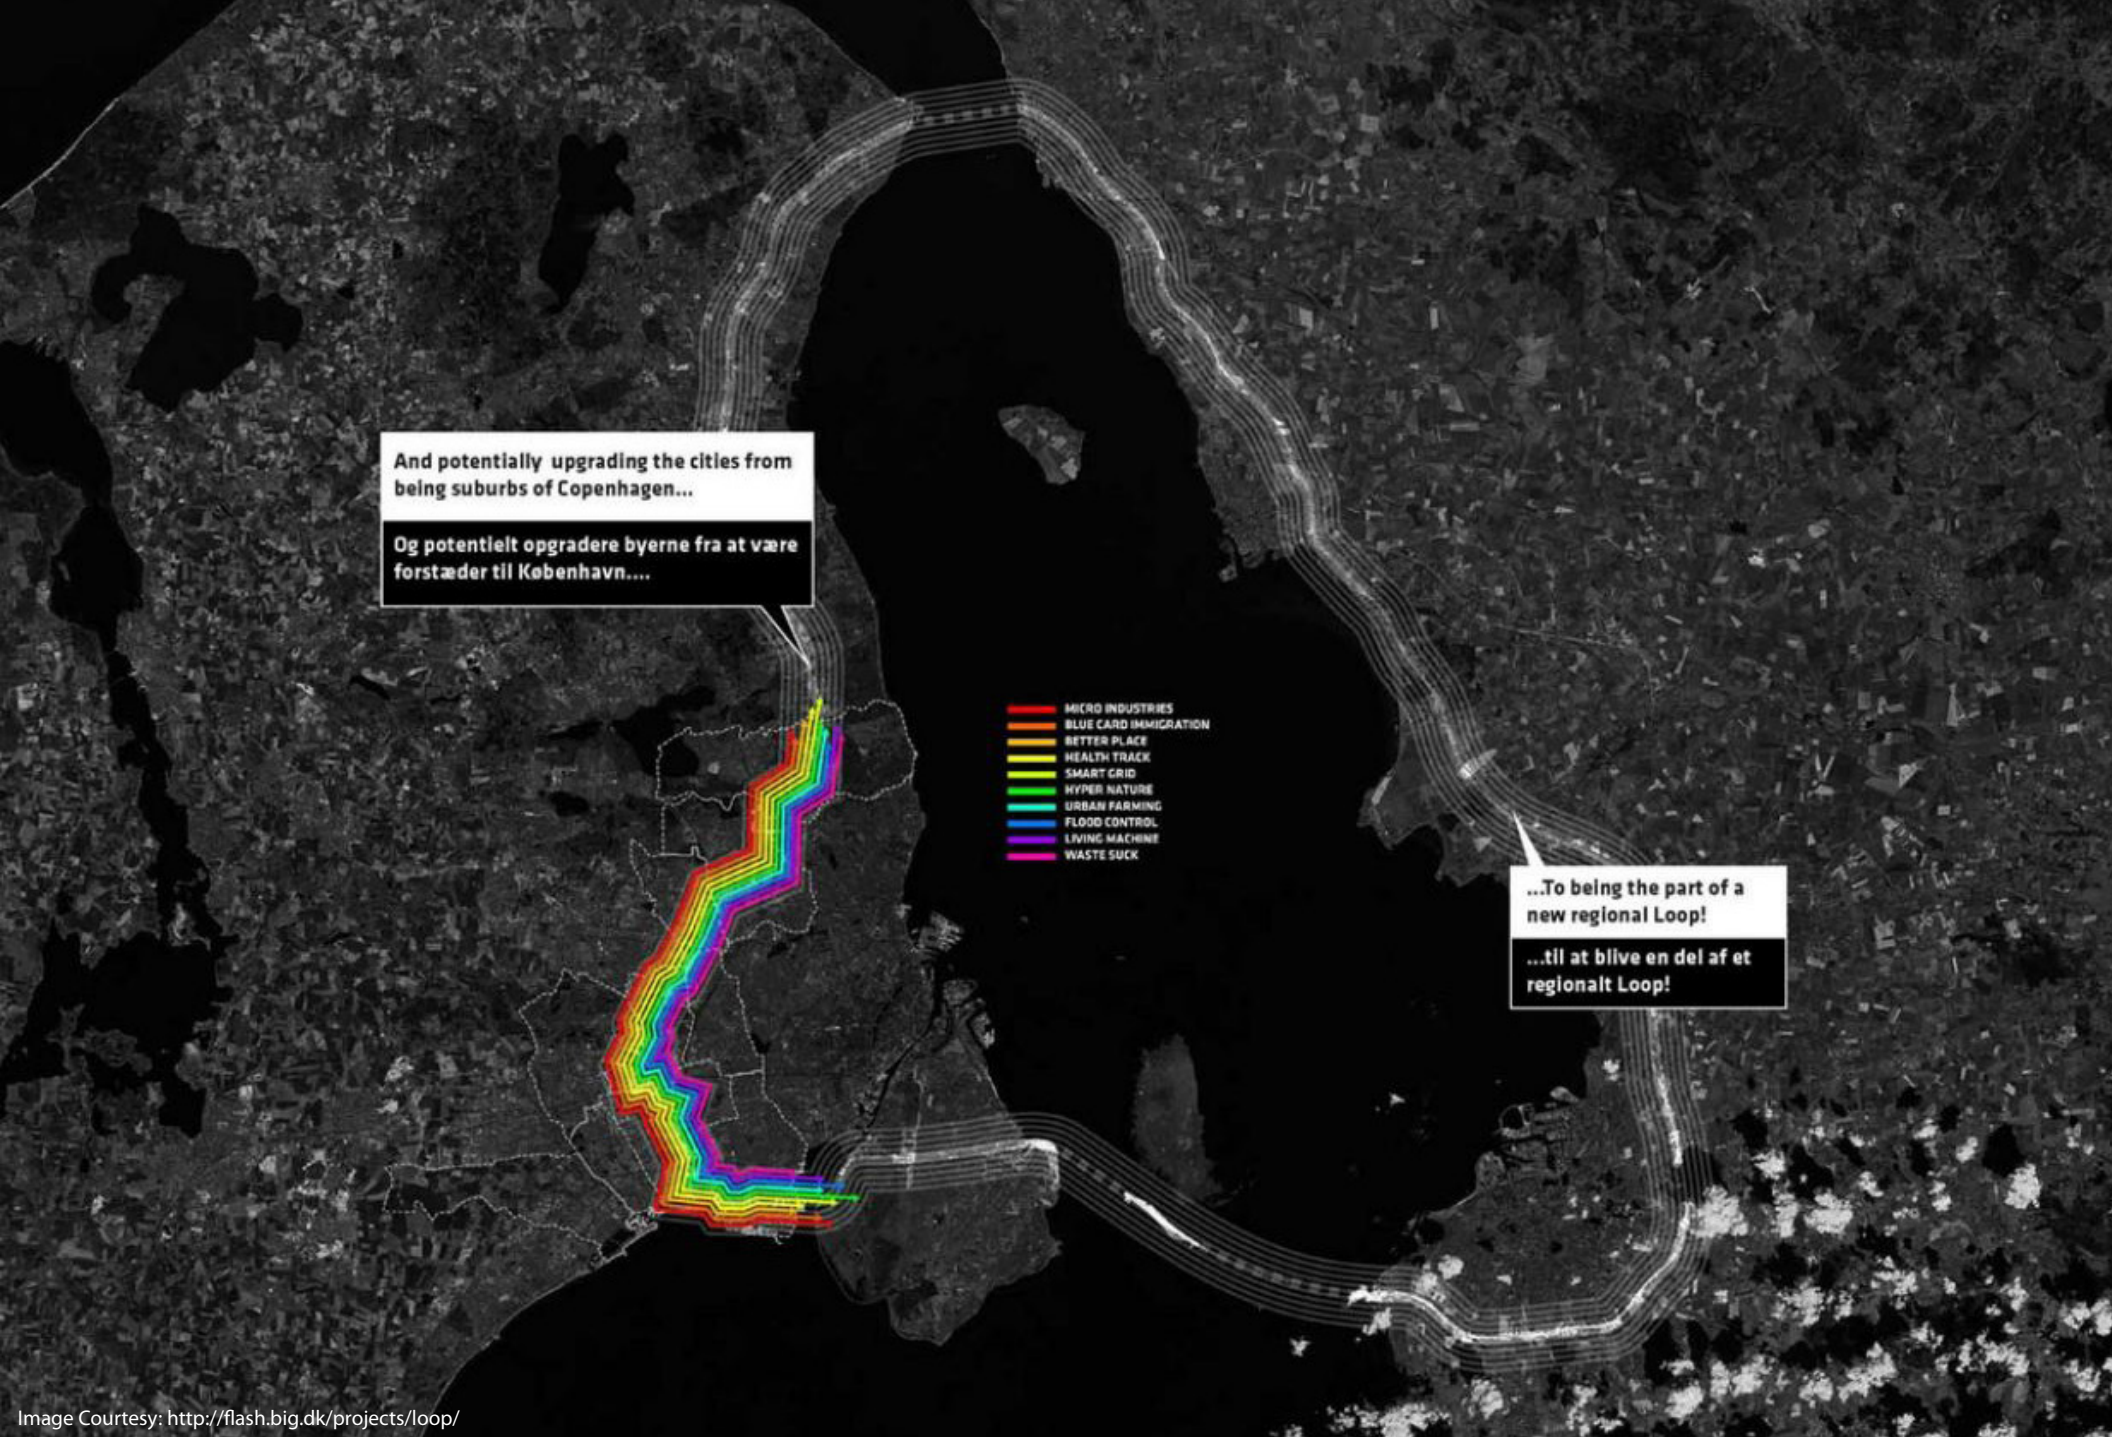 And potentially upgrading the cities from
being suburbs of Copenhagen...
Og potentielt opgradere byerne fra at være
forstæder til København....
MICRO INDUSTRIES
BLUE CARD IMMIGRATION
BETTER PLACE
HEALTH TRACK
SMART GRID
HYPER NATURE
URBAN FARMING
FLOOD CONTROL
LIVING MACHINE
WASTE SUCK
...To being the part of a
new regional Loop!
...til at blive en del af et
regionalt Loop!
Image Courtesy: http://flash.big.dk/projects/loop/